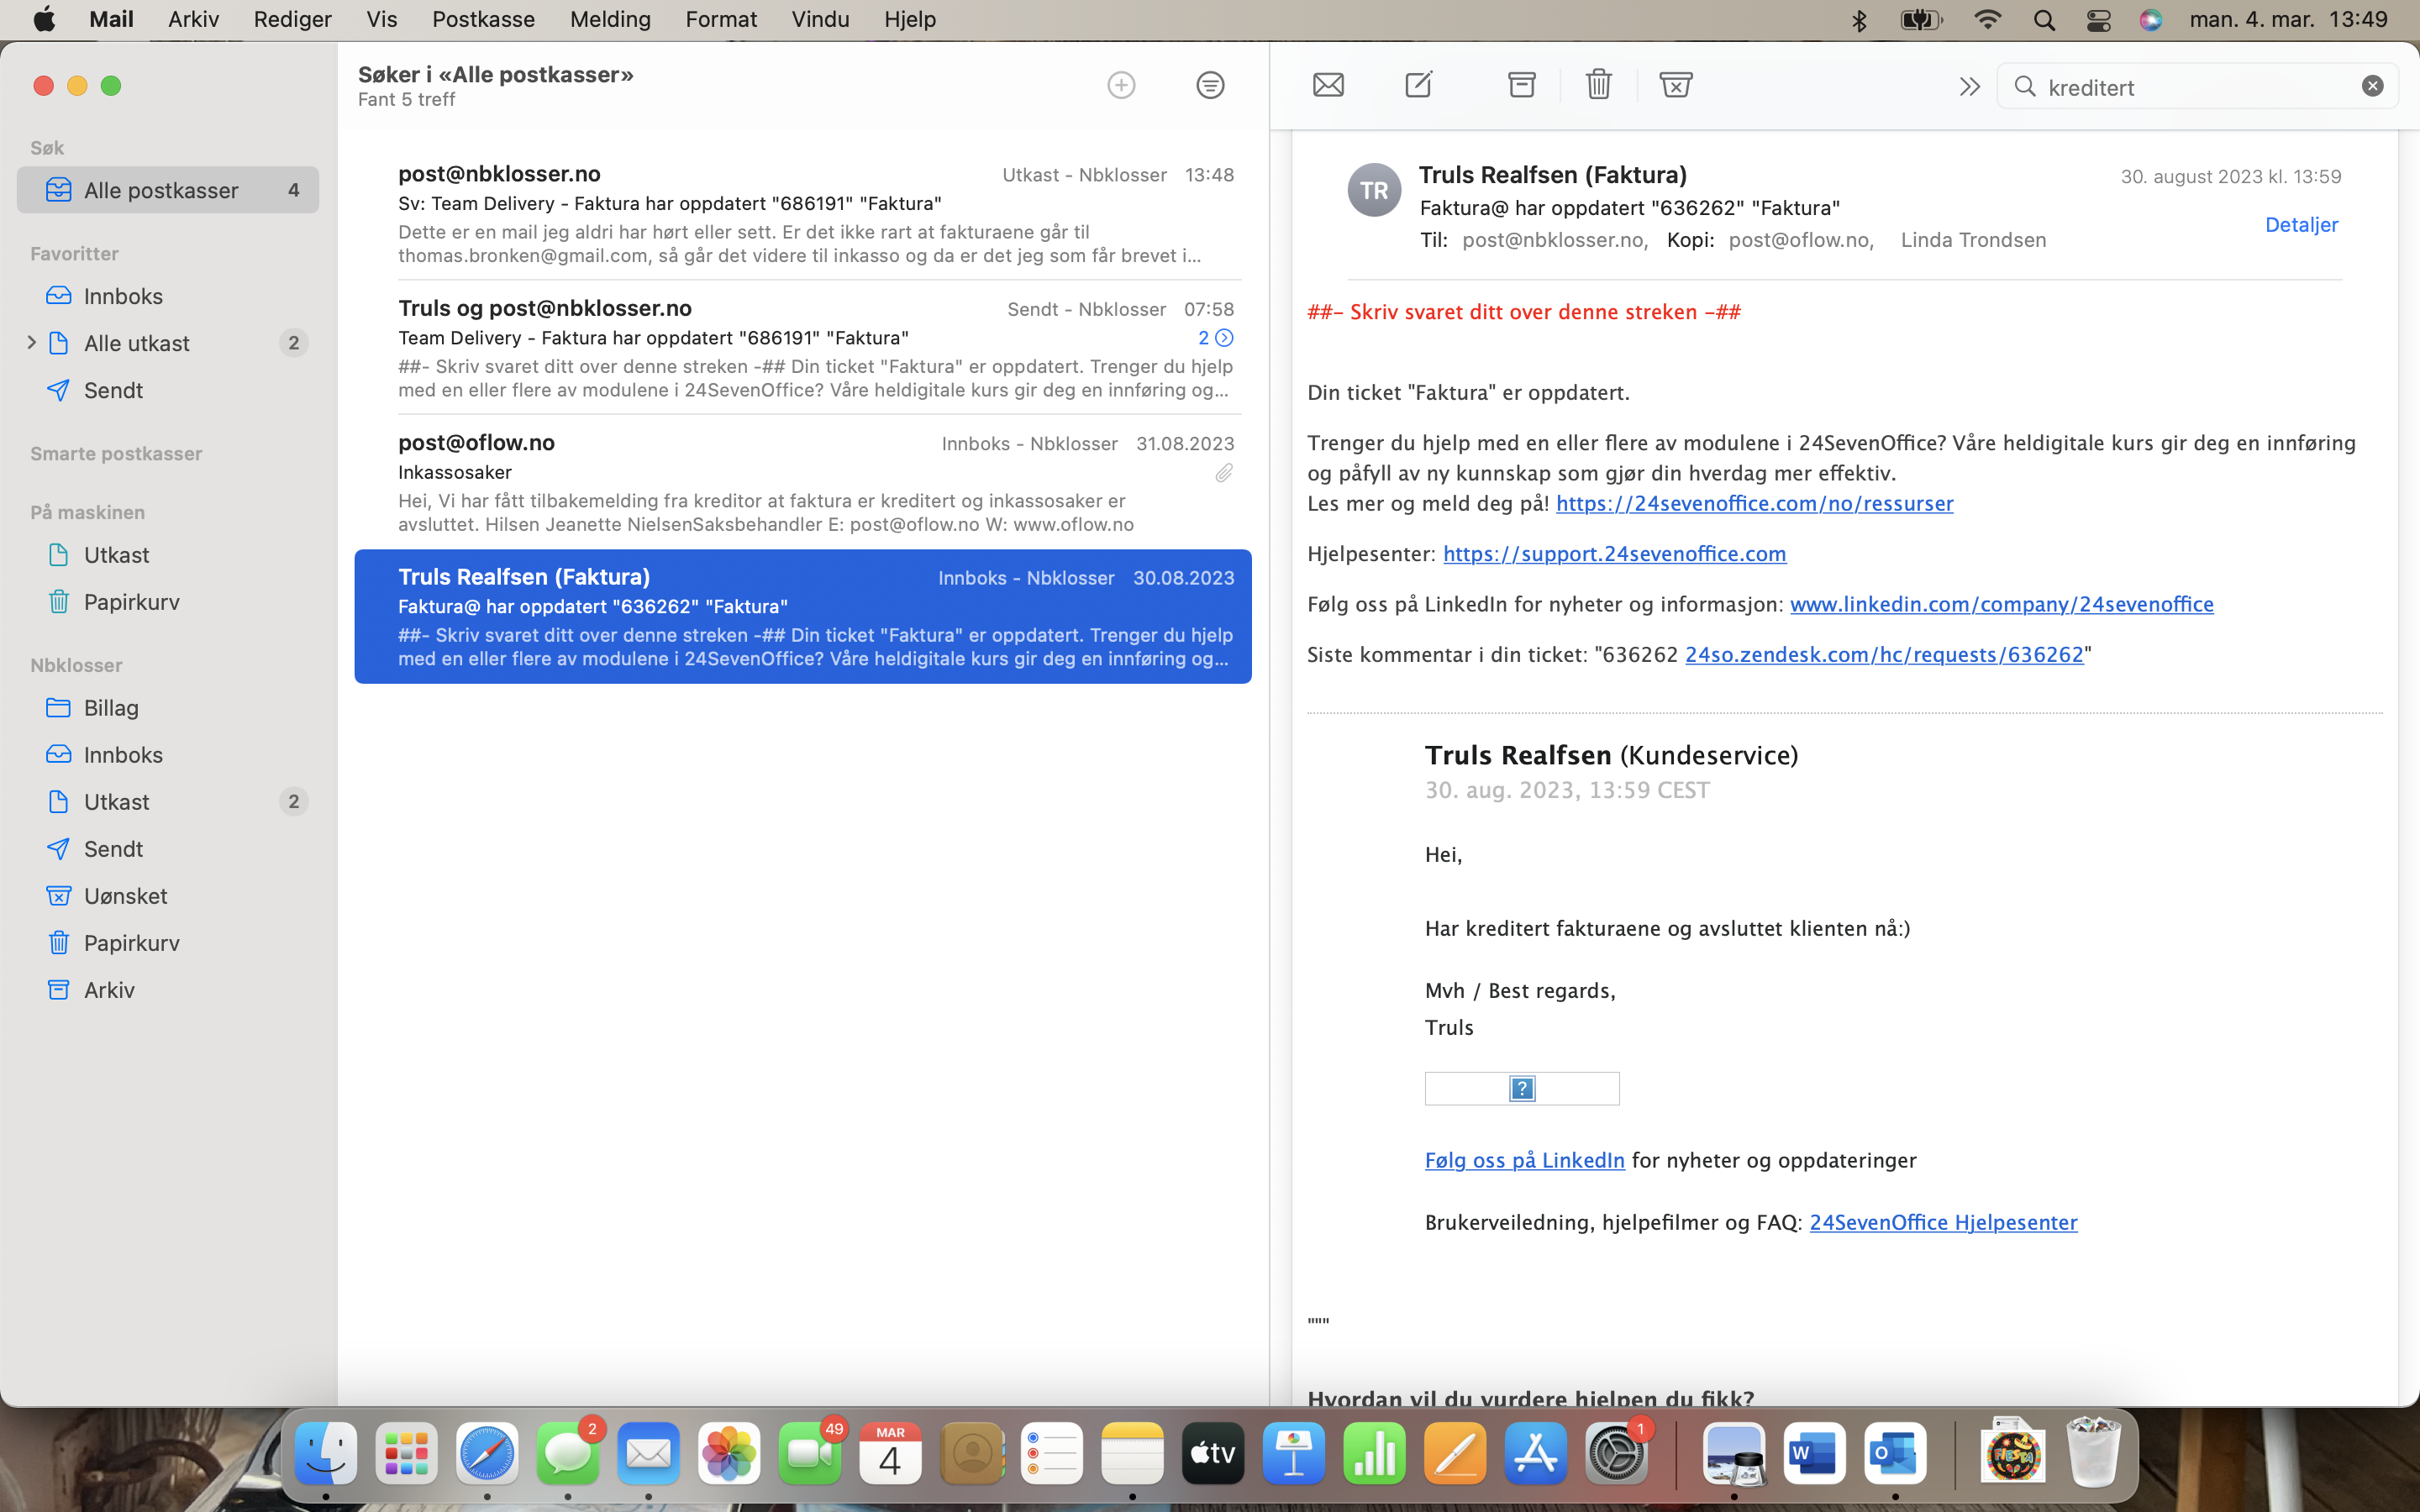 Mail Arkiv Rediger Vis Postkasse Melding Format Vindu Hjelp man. 4. mar. 13:49
Søk
Alle postkasser 4
Favoritter
Innboks
Alle utkast 2
Sendt
Smarte postkasser
På maskinen
Utkast
Papirkurv
Nbklosser
Billag
Innboks
Utkast 2
Sendt
Uønsket
Papirkurv
Arkiv
Søker i «Alle postkasser»
Fant 5 treff
post@nbklosser.no Utkast - Nbklosser 13:48
Sv: Team Delivery - Faktura har oppdatert "686191" "Faktura"
Dette er en mail jeg aldri har hørt eller sett. Er det ikke rart at fakturaene går til
thomas.bronken@gmail.com, så går det videre til inkasso og da er det jeg som får brevet i...
Truls og post@nbklosser.no Sendt - Nbklosser 07:58
Team Delivery - Faktura har oppdatert "686191" "Faktura" 2
##- Skriv svaret ditt over denne streken -## Din ticket "Faktura" er oppdatert. Trenger du hjelp
med en eller flere av modulene i 24SevenOffice? Våre heldigitale kurs gir deg en innføring og...
post@oflow.no Innboks - Nbklosser 31.08.2023
Inkassosaker
Hei, Vi har fått tilbakemelding fra kreditor at faktura er kreditert og inkassosaker er
avsluttet. Hilsen Jeanette NielsenSaksbehandler E: post@oflow.no W: www.oflow.no
Truls Realfsen (Faktura) Innboks - Nbklosser 30.08.2023
Faktura@ har oppdatert "636262" "Faktura"
##- Skriv svaret ditt over denne streken -## Din ticket "Faktura" er oppdatert. Trenger du hjelp
med en eller flere av modulene i 24SevenOffice? Våre heldigitale kurs gir deg en innføring og...
kreditert
TR
Truls Realfsen (Faktura) 30. august 2023 kl. 13:59
Faktura@ har oppdatert "636262" "Faktura"
Detaljer
Til: post@nbklosser.no, Kopi: post@oflow.no, Linda Trondsen
##- Skriv svaret ditt over denne streken -##
Din ticket "Faktura" er oppdatert.
Trenger du hjelp med en eller flere av modulene i 24SevenOffice? Våre heldigitale kurs gir deg en innføring
og påfyll av ny kunnskap som gjør din hverdag mer effektiv.
Les mer og meld deg på! https://24sevenoffice.com/no/ressurser
Hjelpesenter: https://support.24sevenoffice.com
Følg oss på LinkedIn for nyheter og informasjon: www.linkedin.com/company/24sevenoffice
Siste kommentar i din ticket: "636262 24so.zendesk.com/hc/requests/636262"
Truls Realfsen (Kundeservice)
30. aug. 2023, 13:59 CEST
Hei,
Har kreditert fakturaene og avsluttet klienten nå:)
Mvh / Best regards,
Truls
?
Følg oss på LinkedIn for nyheter og oppdateringer
Brukerveiledning, hjelpefilmer og FAQ: 24SevenOffice Hjelpesenter
"""
Hvordan vil du vurdere hjelpen du fikk?
2 49 MAR 4 tv 1 W O FIESTA